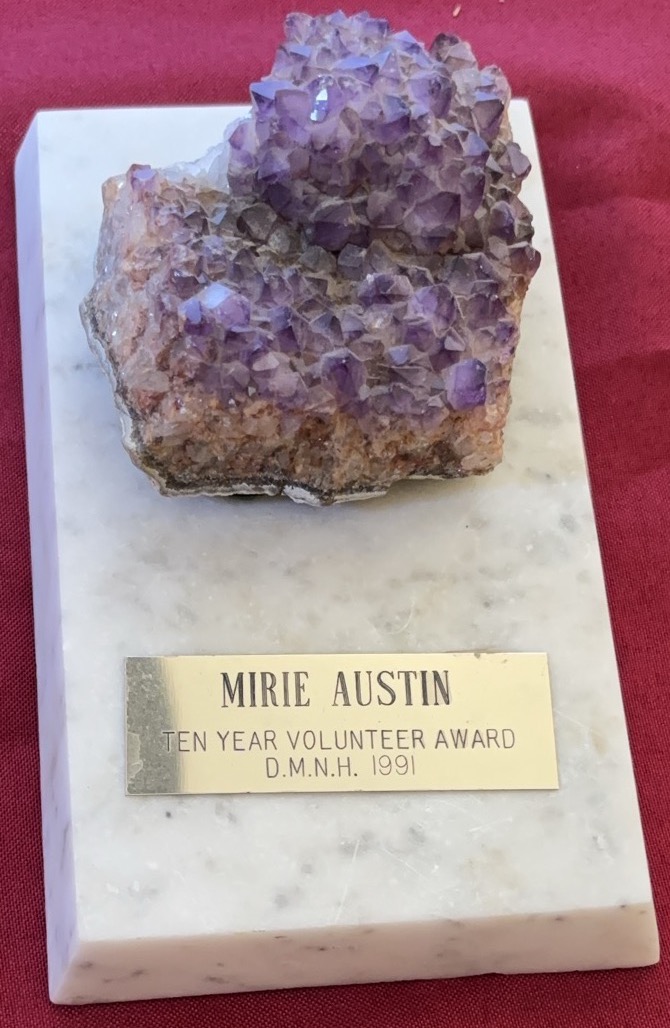 MIRIE AUSTIN
TEN YEAR VOLUNTEER AWARD
D.M.N.H. 1991